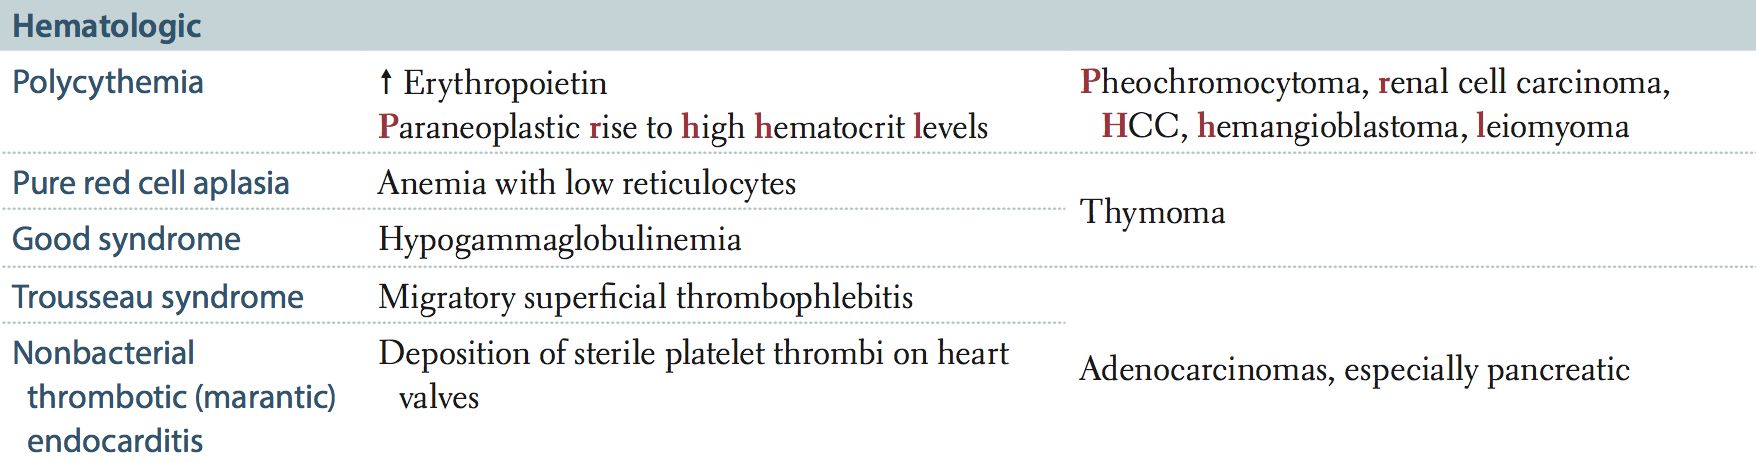 Hematologic
Polycythemia
↑ Erythropoietin
Paraneoplastic rise to high hematocrit levels
Pheochromocytoma, renal cell carcinoma,
HCC, hemangioblastoma, leiomyoma
Pure red cell aplasia
Anemia with low reticulocytes
Thymoma
Good syndrome
Hypogammaglobulinemia
Trousseau syndrome
Migratory superficial thrombophlebitis
Adenocarcinomas, especially pancreatic
Nonbacterial
thrombotic (marantic)
endocarditis
Deposition of sterile platelet thrombi on heart
valves